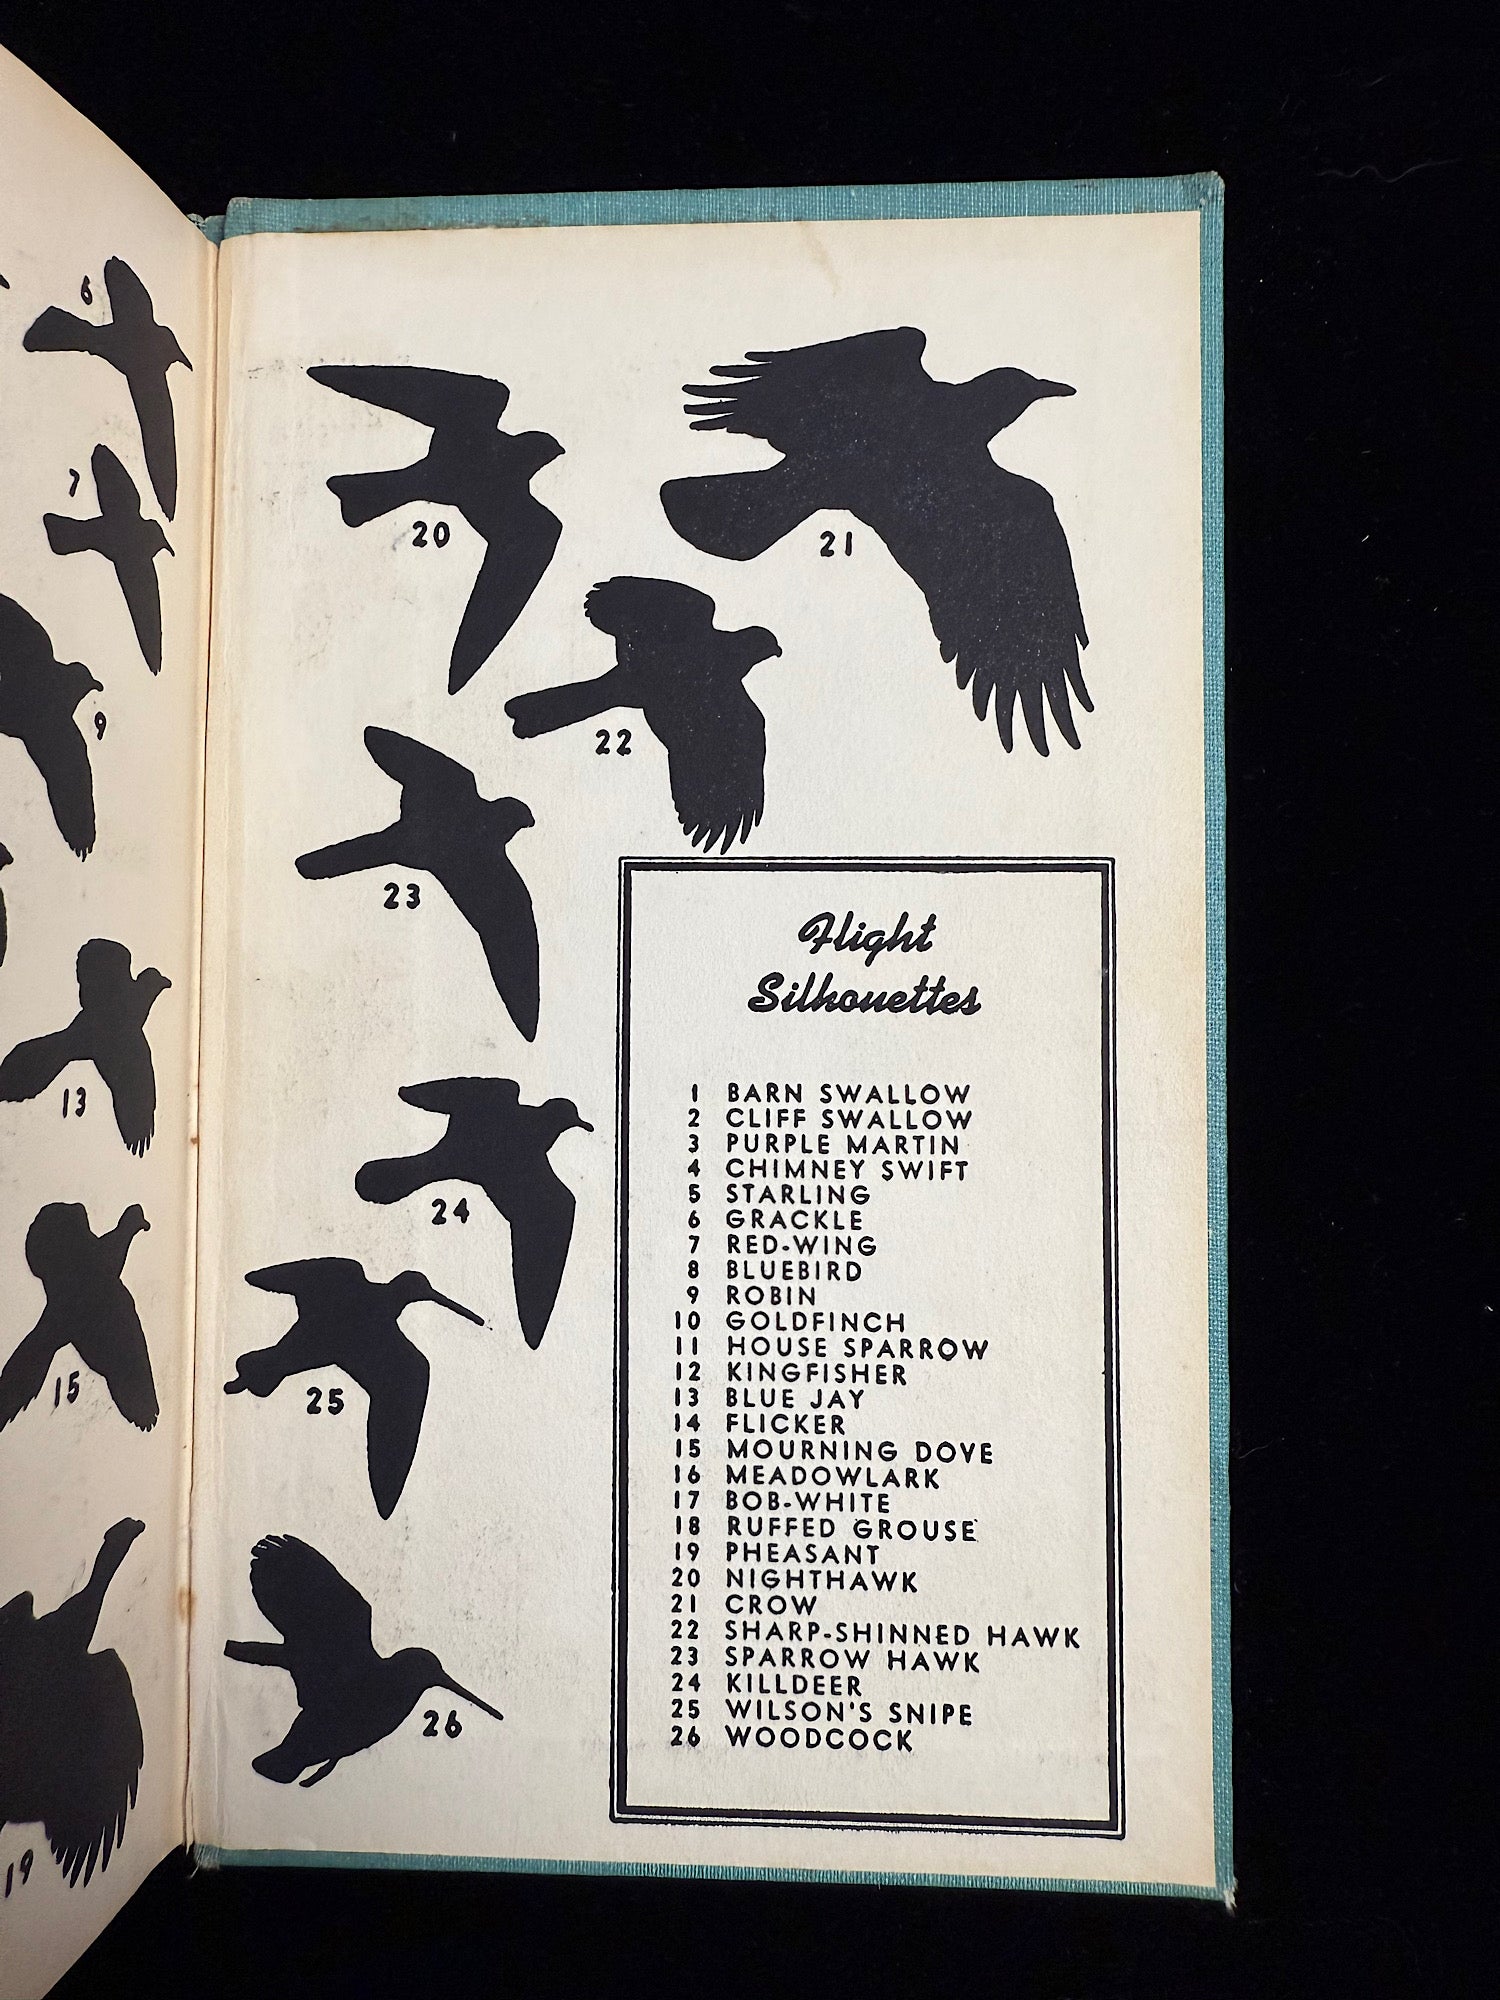 6
7
9
13
15
19
20
21
22
23
24
25
26
Flight
Silhouettes
1 BARN SWALLOW
2 CLIFF SWALLOW
3 PURPLE MARTIN
4 CHIMNEY SWIFT
5 STARLING
6 GRACKLE
7 RED-WING
8 BLUEBIRD
9 ROBIN
10 GOLDFINCH
11 HOUSE SPARROW
12 KINGFISHER
13 BLUE JAY
14 FLICKER
15 MOURNING DOVE
16 MEADOWLARK
17 BOB-WHITE
18 RUFFED GROUSE
19 PHEASANT
20 NIGHTHAWK
21 CROW
22 SHARP-SHINNED HAWK
23 SPARROW HAWK
24 KILLDEER
25 WILSON'S SNIPE
26 WOODCOCK